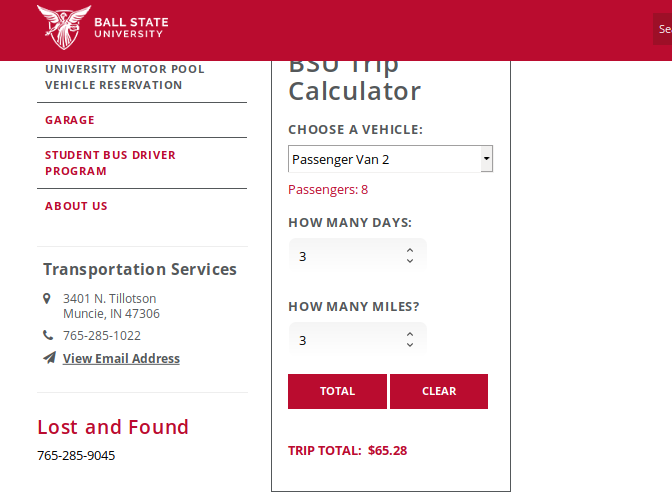 BALL STATE
UNIVERSITY
Se
UNIVERSITY MOTOR POOL
VEHICLE RESERVATION
GARAGE
STUDENT BUS DRIVER
PROGRAM
ABOUT US
Transportation Services
3401 N. Tillotson
Muncie, IN 47306
765-285-1022
View Email Address
Lost and Found
765-285-9045
BSU Trip
Calculator
CHOOSE A VEHICLE:
Passenger Van 2
Passengers: 8
HOW MANY DAYS:
3
HOW MANY MILES?
3
TOTAL
CLEAR
TRIP TOTAL: $65.28